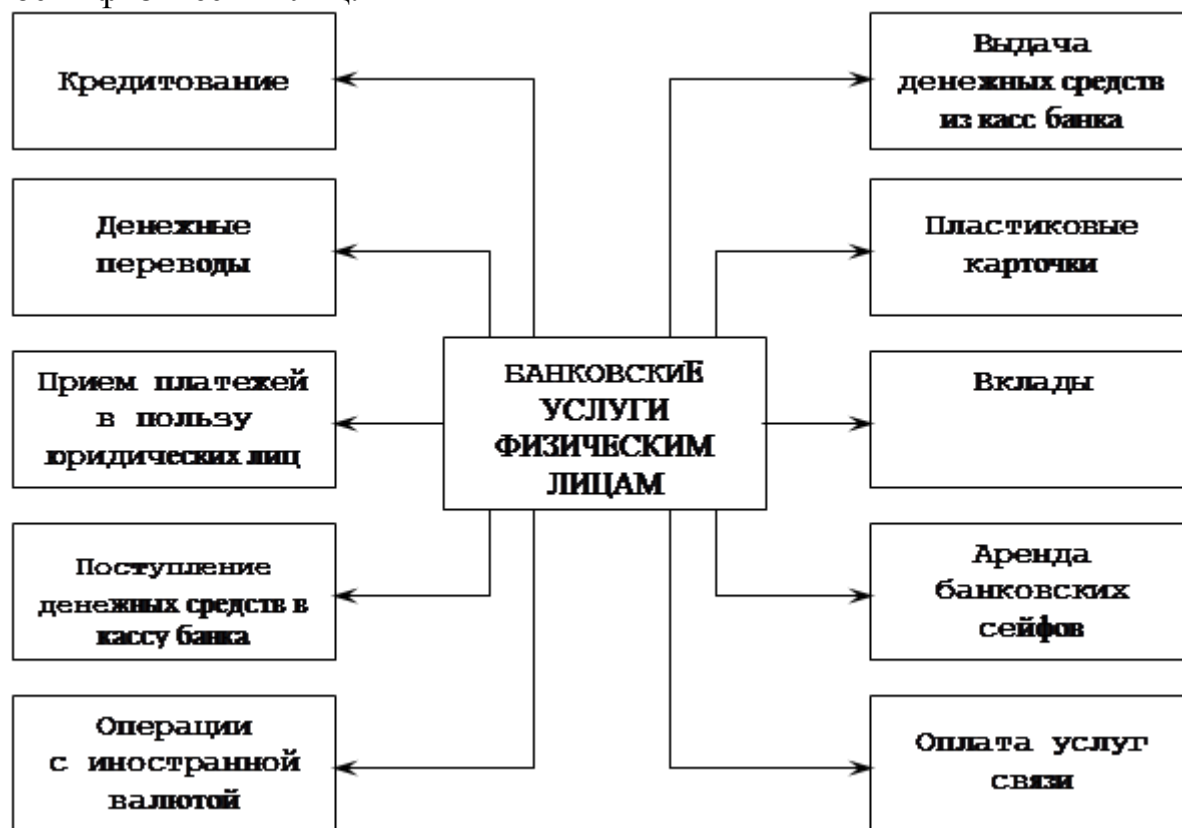 Кредитование
Денежные
переводы
Прием платежей
в пользу
юридических лиц
Поступление
денежных средств в
кассу банка
Операции
с иностранной
валютой
БАНКОВСКИЕ
УСЛУГИ
ФИЗИЧЕСКИМ
ЛИЦАМ
Выдача
денежных средств
из касс банка
Пластиковые
карточки
Вклады
Аренда
банковских
сейфов
Оплата услуг
связи